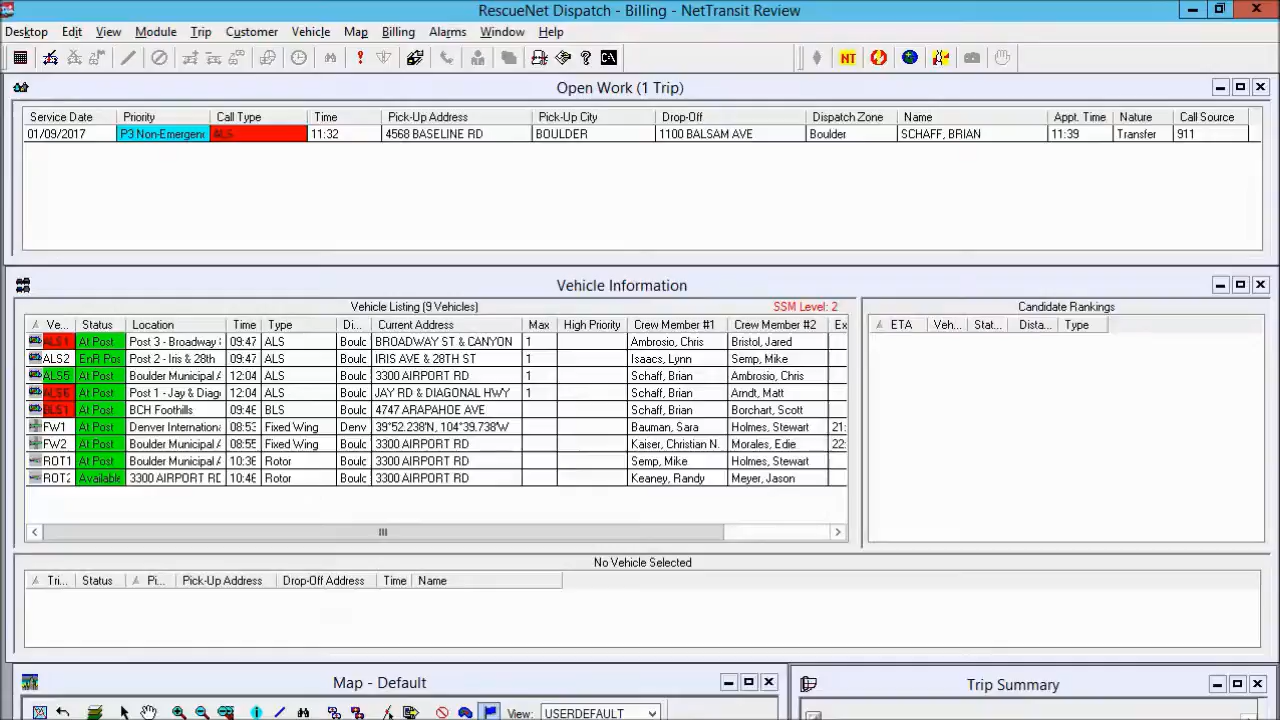 RescueNet Dispatch - Billing - NetTransit Review
Desktop Edit View Module Trip Customer Vehicle Map Billing Alarms Window Help
NT
C:\
Open Work (1 Trip)
Service Date Priority Call Type Time Pick-Up Address Pick-Up City Drop-Off Dispatch Zone Name Appt. Time Nature Call Source
01/09/2017 P3 Non-Emergenc ALS 11:32 4568 BASELINE RD BOULDER 1100 BALSAM AVE Boulder SCHAFF, BRIAN 11:39 Transfer 911
Vehicle Information
Vehicle Listing (9 Vehicles) SSM Level: 2 Candidate Rankings
Ve... Status Location Time Type Di... Current Address Max High Priority Crew Member #1 Crew Member #2 Ex ETA Veh... Stat... Dista... Type
ALS1 At Post Post 3 - Broadway 09:47 ALS Boulc BROADWAY ST & CANYON 1 Ambrosio, Chris Bristol, Jared
ALS2 EnR Pos Post 2 - Iris & 28th 09:47 ALS Boulc IRIS AVE & 28TH ST 1 Isaacs, Lynn Semp, Mike
ALS5 At Post Boulder Municipal A 12:04 ALS Boulc 3300 AIRPORT RD 1 Schaff, Brian Ambrosio, Chris
ALS6 At Post Post 1 - Jay & Diag 12:04 ALS Boulc JAY RD & DIAGONAL HWY 1 Schaff, Brian Arndt, Matt
BLS1 At Post BCH Foothills 09:46 BLS Boulc 4747 ARAPAHOE AVE Schaff, Brian Borchart, Scott
FW1 At Post Denver Internationa 08:53 Fixed Wing Denv 39°52.238'N, 104°39.738'W Bauman, Sara Holmes, Stewart 21:
FW2 At Post Boulder Municipal A 08:55 Fixed Wing Boulc 3300 AIRPORT RD Kaiser, Christian N. Morales, Edie 22:
ROT1 At Post Boulder Municipal A 10:36 Rotor Boulc 3300 AIRPORT RD Semp, Mike Holmes, Stewart
ROT2 Available 3300 AIRPORT RD 10:46 Rotor Boulc 3300 AIRPORT RD Keaney, Randy Meyer, Jason
No Vehicle Selected
Tri... Status Pi... Pick-Up Address Drop-Off Address Time Name
Map - Default Trip Summary
View: USERDEFAULT